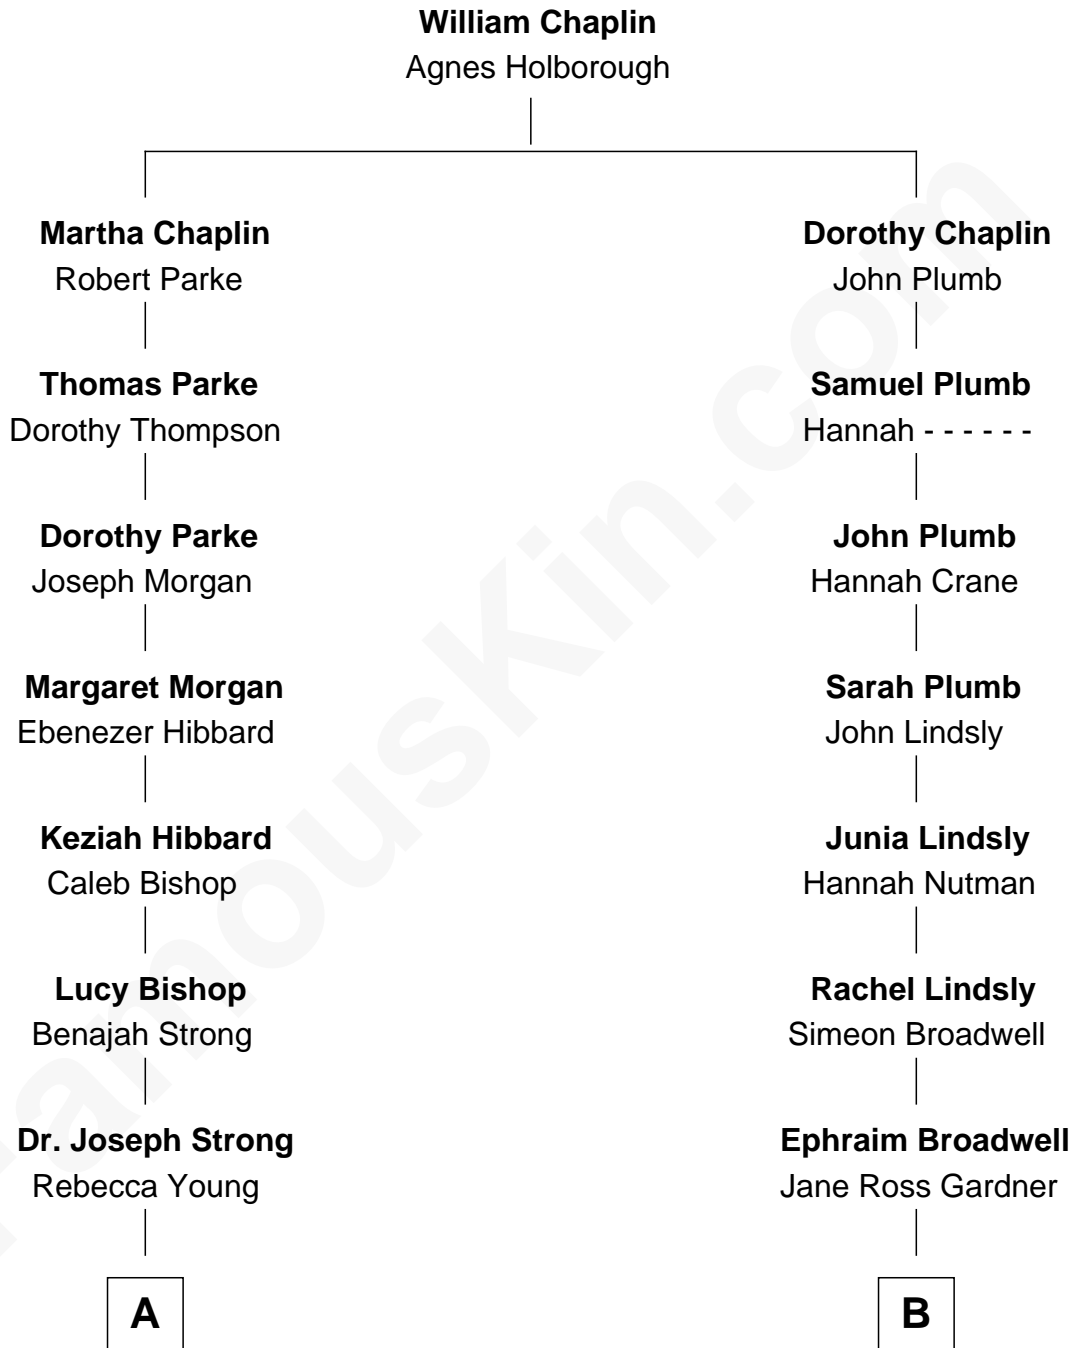 William Chaplin
Agnes Holborough
Martha Chaplin
Robert Parke
Dorothy Chaplin
John Plumb
Thomas Parke
Dorothy Thompson
Samuel Plumb
Hannah - - - - - -
Dorothy Parke
Joseph Morgan
John Plumb
Hannah Crane
Margaret Morgan
Ebenezer Hibbard
Sarah Plumb
John Lindsly
Keziah Hibbard
Caleb Bishop
Junia Lindsly
Hannah Nutman
Lucy Bishop
Benajah Strong
Rachel Lindsly
Simeon Broadwell
Dr. Joseph Strong
Rebecca Young
Ephraim Broadwell
Jane Ross Gardner
A
B
FamousKin.com